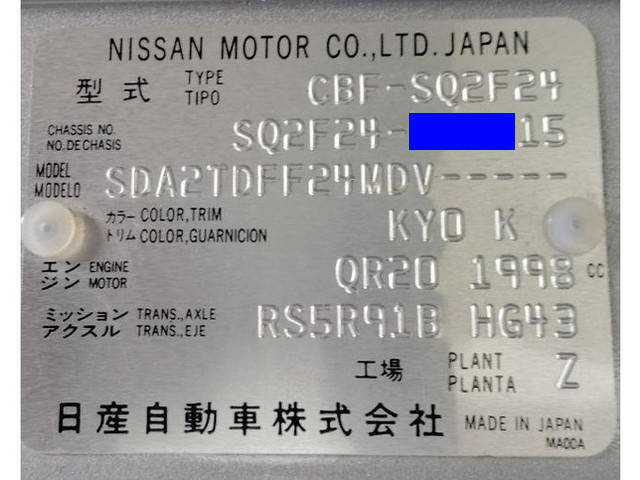 NISSAN MOTOR CO.,LTD. JAPAN
型式 TYPE TIPO CBF-SQ2F24
CHASSIS NO. NO.DE CHASIS SQ2F24- 15
MODEL MODELO SDA2TDFF24MDV-----
カラー COLOR,TRIM トリム COLOR,GUARNICION KY0 K
エンジン ENGINE MOTOR QR20 1998 CC
ミッション TRANS.,AXLE アクスル TRANS.,EJE RS5R91B HG43
工場 PLANT PLANTA Z
日産自動車株式会社 MADE IN JAPAN
MA00A